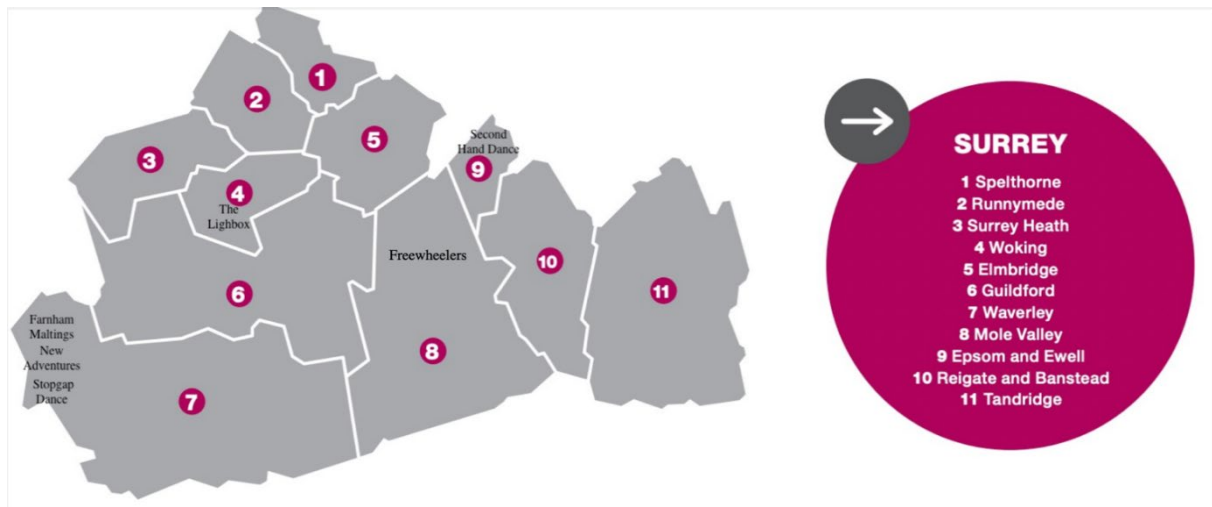 1
2
5
3
Second
Hand Dance
9
4
The
Lighbox
Freewheelers
10
6
11
Farnham
Maltings
New
Adventures
Stopgap
Dance
8
7
SURREY
1 Spelthorne
2 Runnymede
3 Surrey Heath
4 Woking
5 Elmbridge
6 Guildford
7 Waverley
8 Mole Valley
9 Epsom and Ewell
10 Reigate and Banstead
11 Tandridge